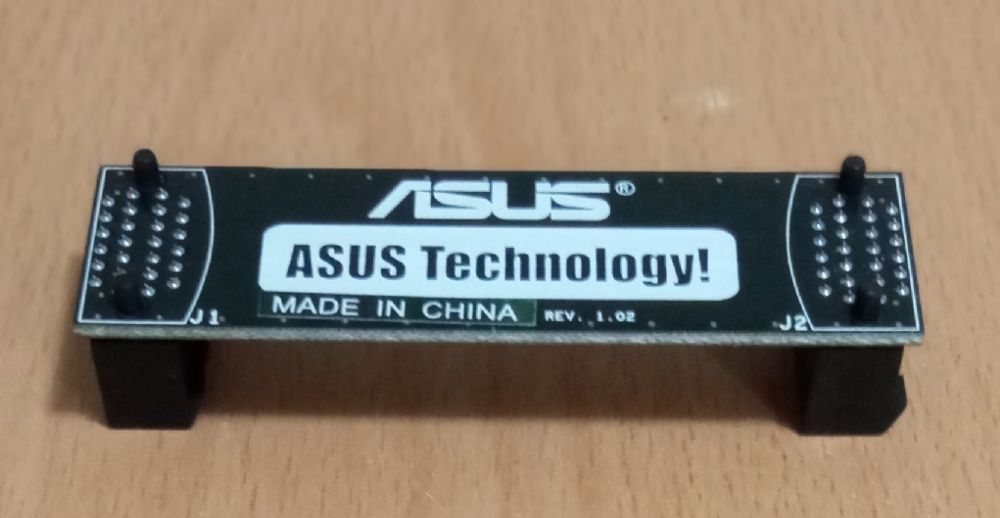 ASUS®
ASUS Technology!
MADE IN CHINA
REV. 1.02
J1
J2